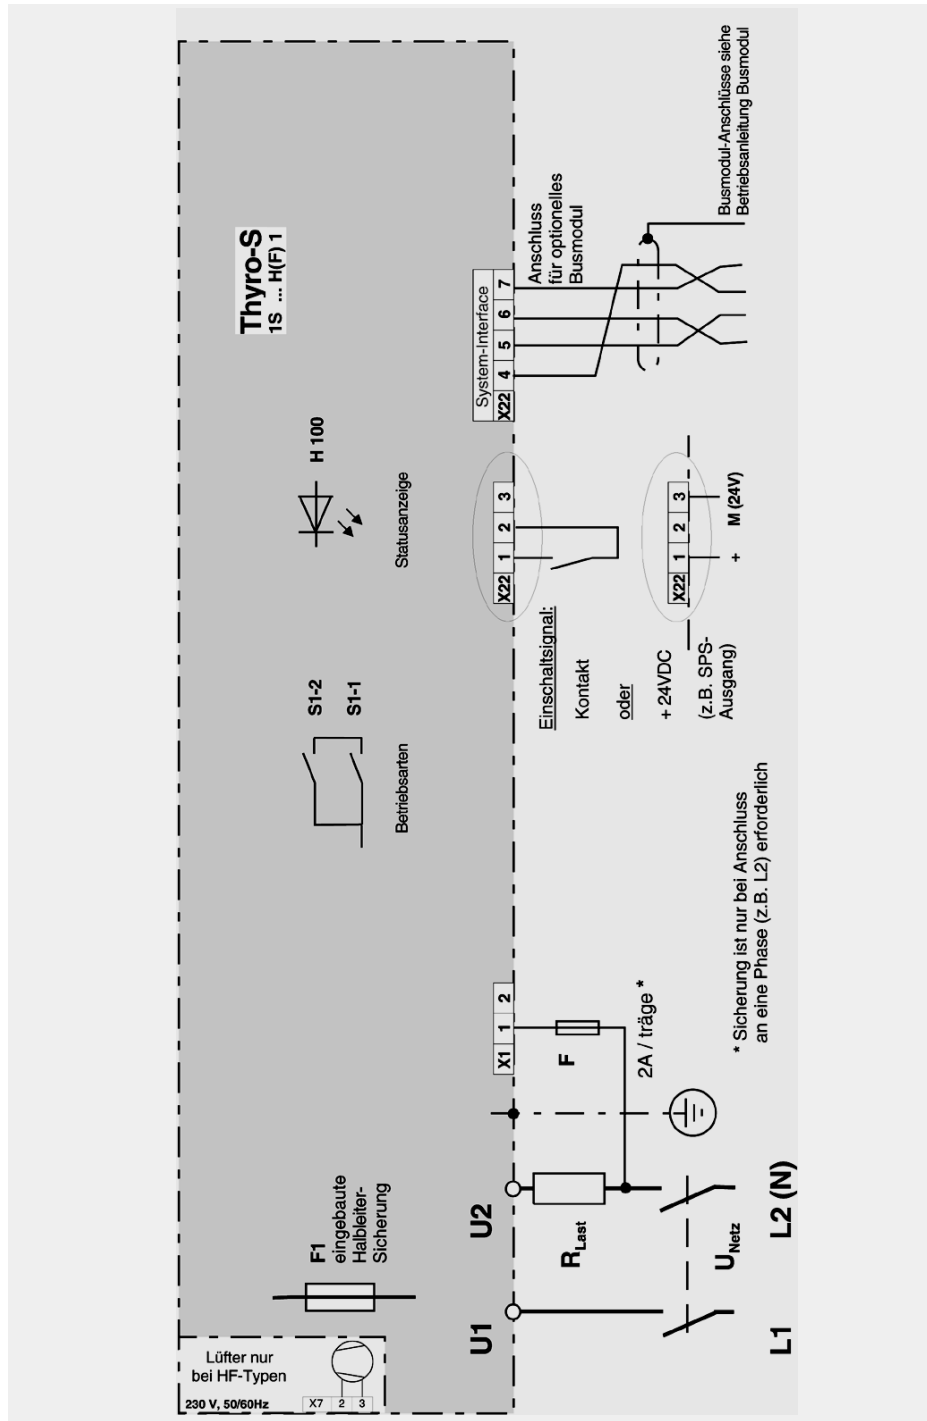 Lüfter nur
bei HF-Typen
230 V, 50/60Hz
X7 2 3
F1
eingebaute
Halbleiter-
Sicherung
Betriebsarten
S1-2
S1-1
Statusanzeige
H 100
Thyro-S
1S ... H(F) 1
U1
U2
X1 1 2
X22 1 2 3
System-Interface
X22 4 5 6 7
Anschluss
für optionelles
Busmodul
Busmodul-Anschlüsse siehe
Betriebsanleitung Busmodul
R Last
F
2A / träge *
Einschaltsignal:
Kontakt
oder
+ 24VDC
(z.B. SPS-
Ausgang)
X22 1 2 3
+ M (24V)
U Netz
L1
L2 (N)
* Sicherung ist nur bei Anschluss
an eine Phase (z.B. L2) erforderlich